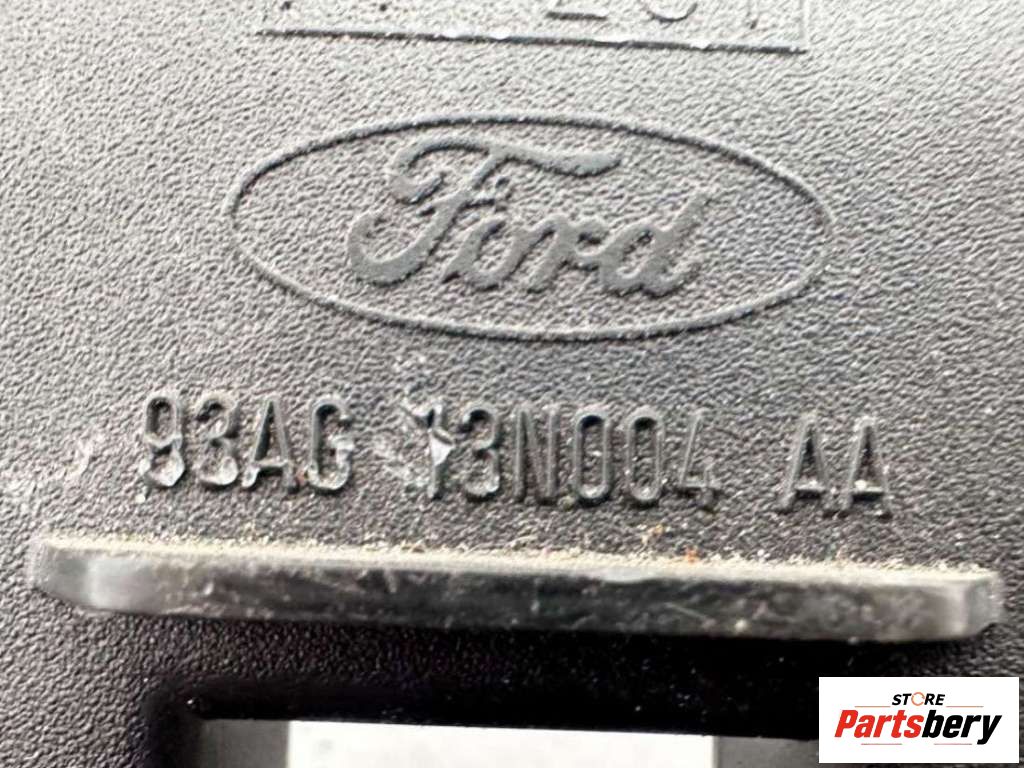 Ford
93AG 13N004 AA
STORE
Partsbery